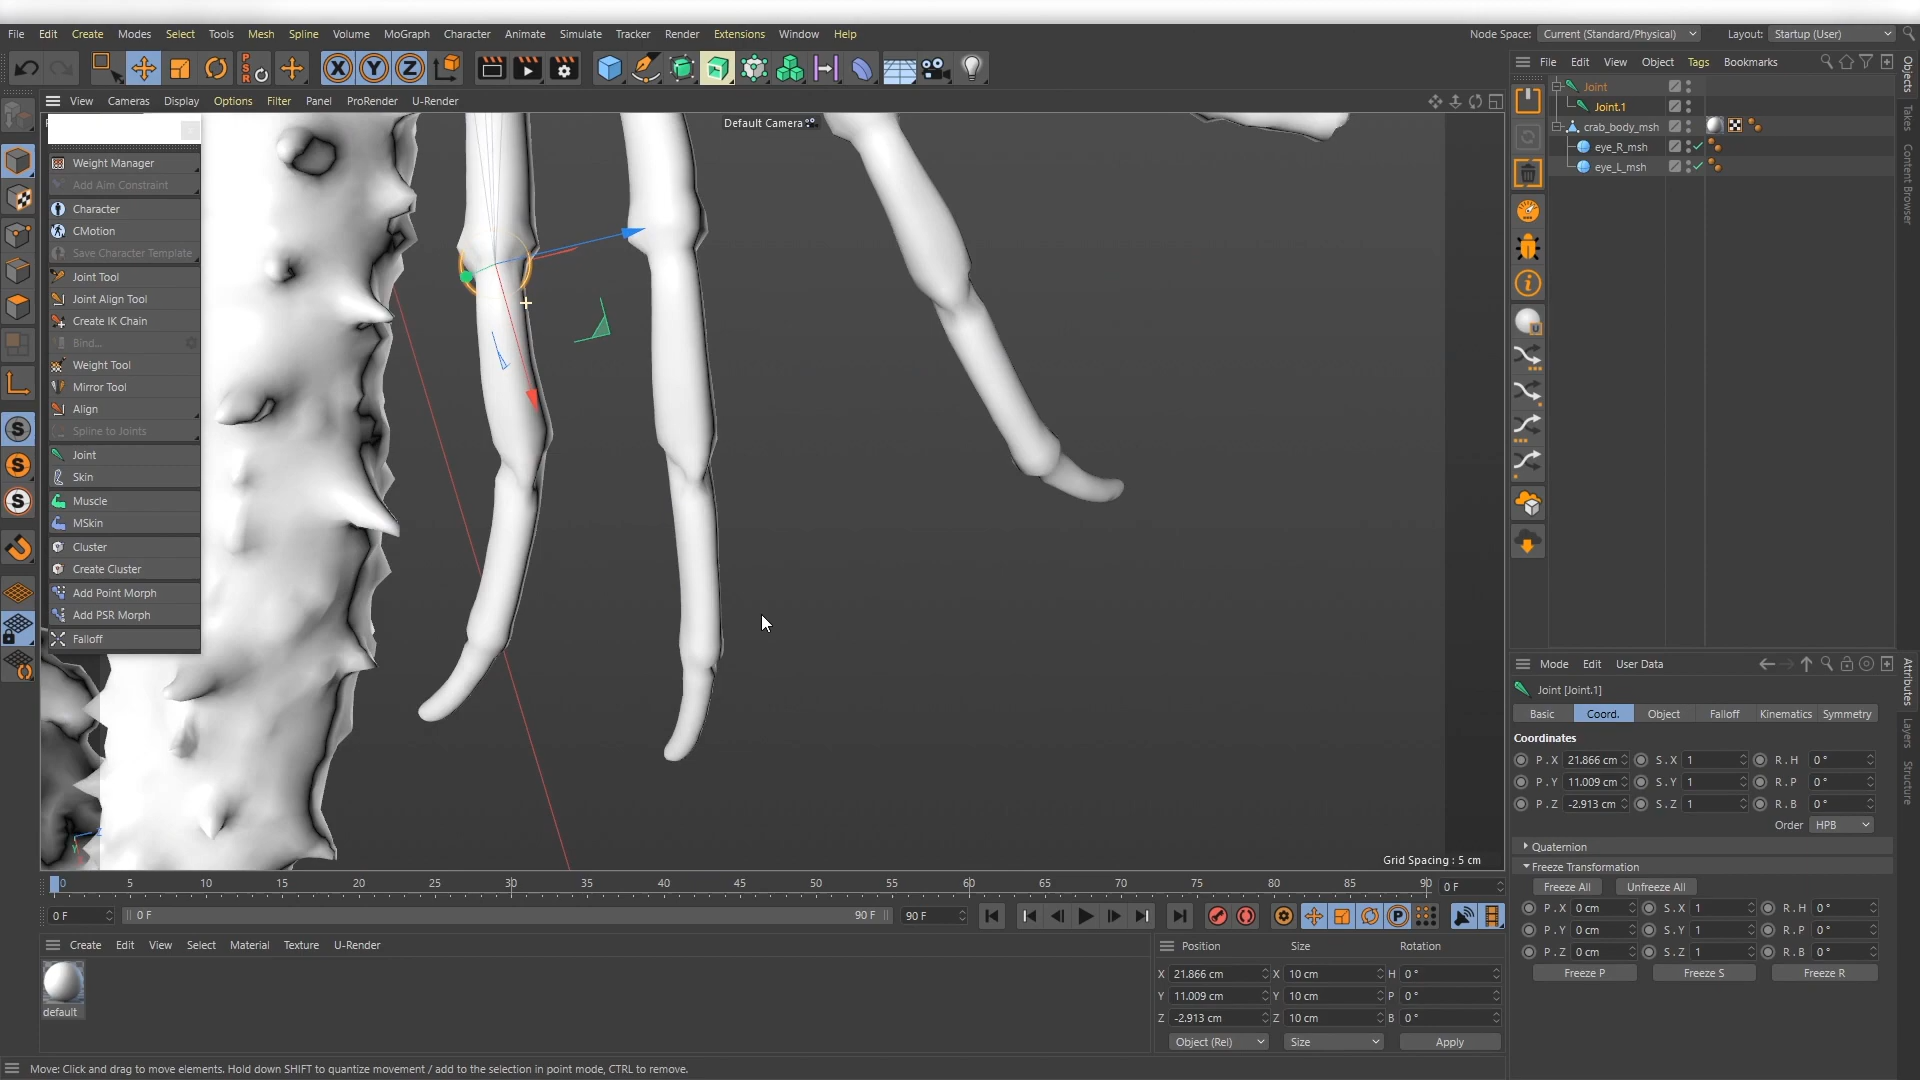 File Edit Create Modes Select Tools Mesh Spline Volume MoGraph Character Animate Simulate Tracker Render Extensions Window Help
Node Space: Current (Standard/Physical) Layout: Startup (User)
X Y Z
PSR
View Cameras Display Options Filter Panel ProRender U-Render
File Edit View Object Tags Bookmarks
Default Camera
Joint
Joint.1
crab_body_msh
eye_R_msh
eye_L_msh
Objects
Takes
Content Browser
Weight Manager
Add Aim Constraint
Character
CMotion
Save Character Template
Joint Tool
Joint Align Tool
Create IK Chain
Bind...
Weight Tool
Mirror Tool
Align
Spline to Joints
Joint
Skin
Muscle
MSkin
Cluster
Create Cluster
Add Point Morph
Add PSR Morph
Falloff
S
S
S
Z
Y
Grid Spacing : 5 cm
Mode Edit User Data
Joint [Joint.1]
Basic Coord. Object Falloff Kinematics Symmetry
Attributes
Layers
Structure
Coordinates
P . X 21.866 cm S . X 1 R . H 0 °
P . Y 11.009 cm S . Y 1 R . P 0 °
P . Z -2.913 cm S . Z 1 R . B 0 °
Order HPB
Quaternion
Freeze Transformation
Freeze All Unfreeze All
P . X 0 cm S . X 1 R . H 0 °
P . Y 0 cm S . Y 1 R . P 0 °
P . Z 0 cm S . Z 1 R . B 0 °
Freeze P Freeze S Freeze R
0 5 10 15 20 25 30 35 40 45 50 55 60 65 70 75 80 85 90 0 F
0 F 0 F 90 F 90 F P
Create Edit View Select Material Texture U-Render
default
Position Size Rotation
X 21.866 cm X 10 cm H 0 °
Y 11.009 cm Y 10 cm P 0 °
Z -2.913 cm Z 10 cm B 0 °
Object (Rel) Size Apply
Move: Click and drag to move elements. Hold down SHIFT to quantize movement / add to the selection in point mode, CTRL to remove.